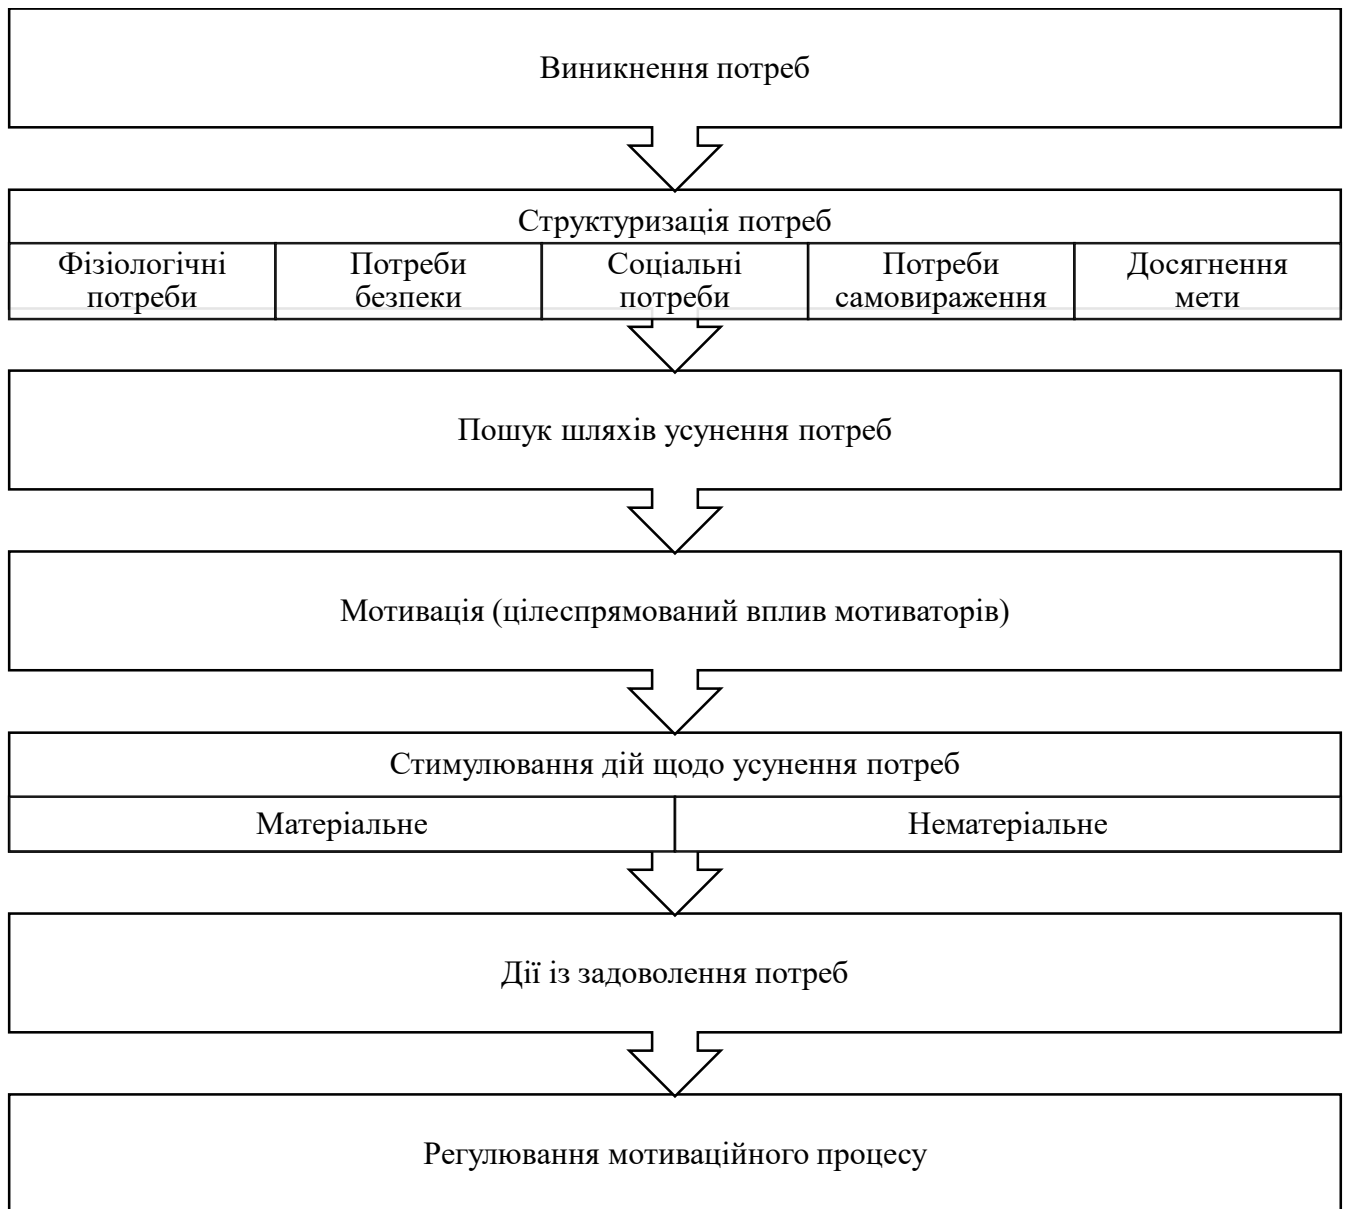 Виникнення потреб
Структуризація потреб
Фізіологічні потреби
Потреби безпеки
Соціальні потреби
Потреби самовираження
Досягнення мети
Пошук шляхів усунення потреб
Мотивація (цілеспрямований вплив мотиваторів)
Стимулювання дій щодо усунення потреб
Матеріальне
Нематеріальне
Дії із задоволення потреб
Регулювання мотиваційного процесу